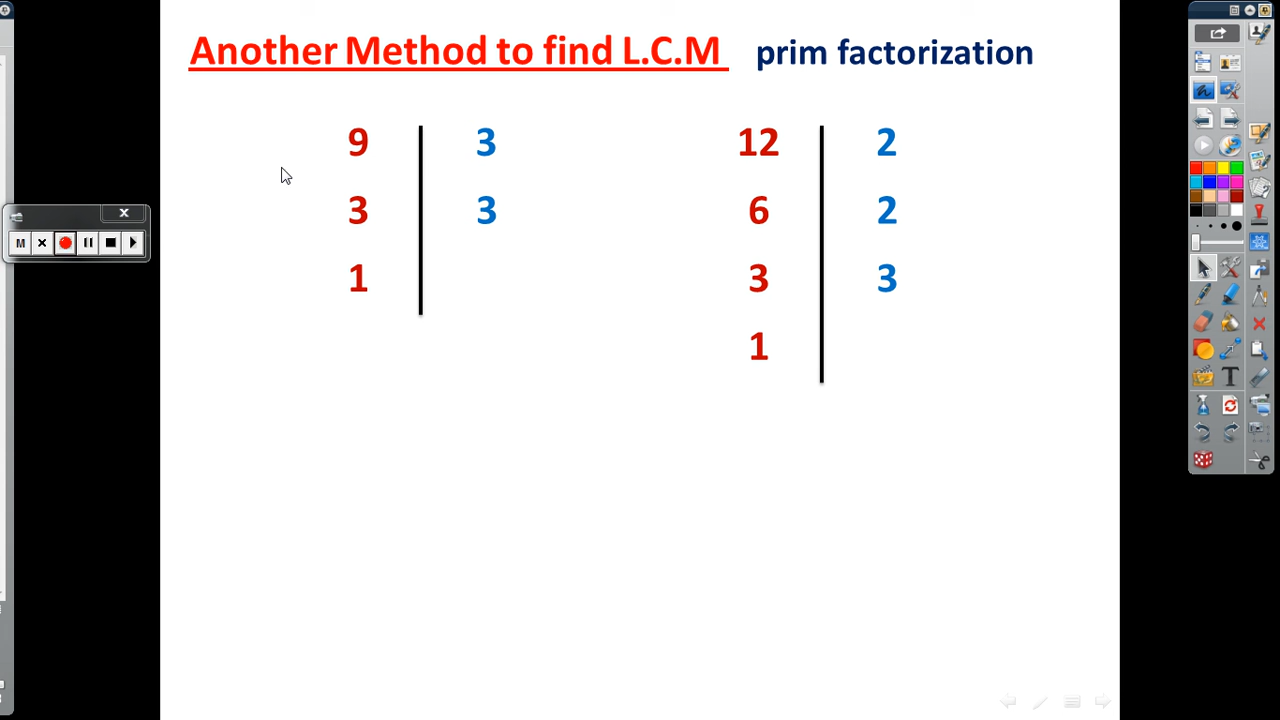 Another Method to find L.C.M prim factorization
9 3 12 2
3 3 6 2
1 3 3
1
M
x
T